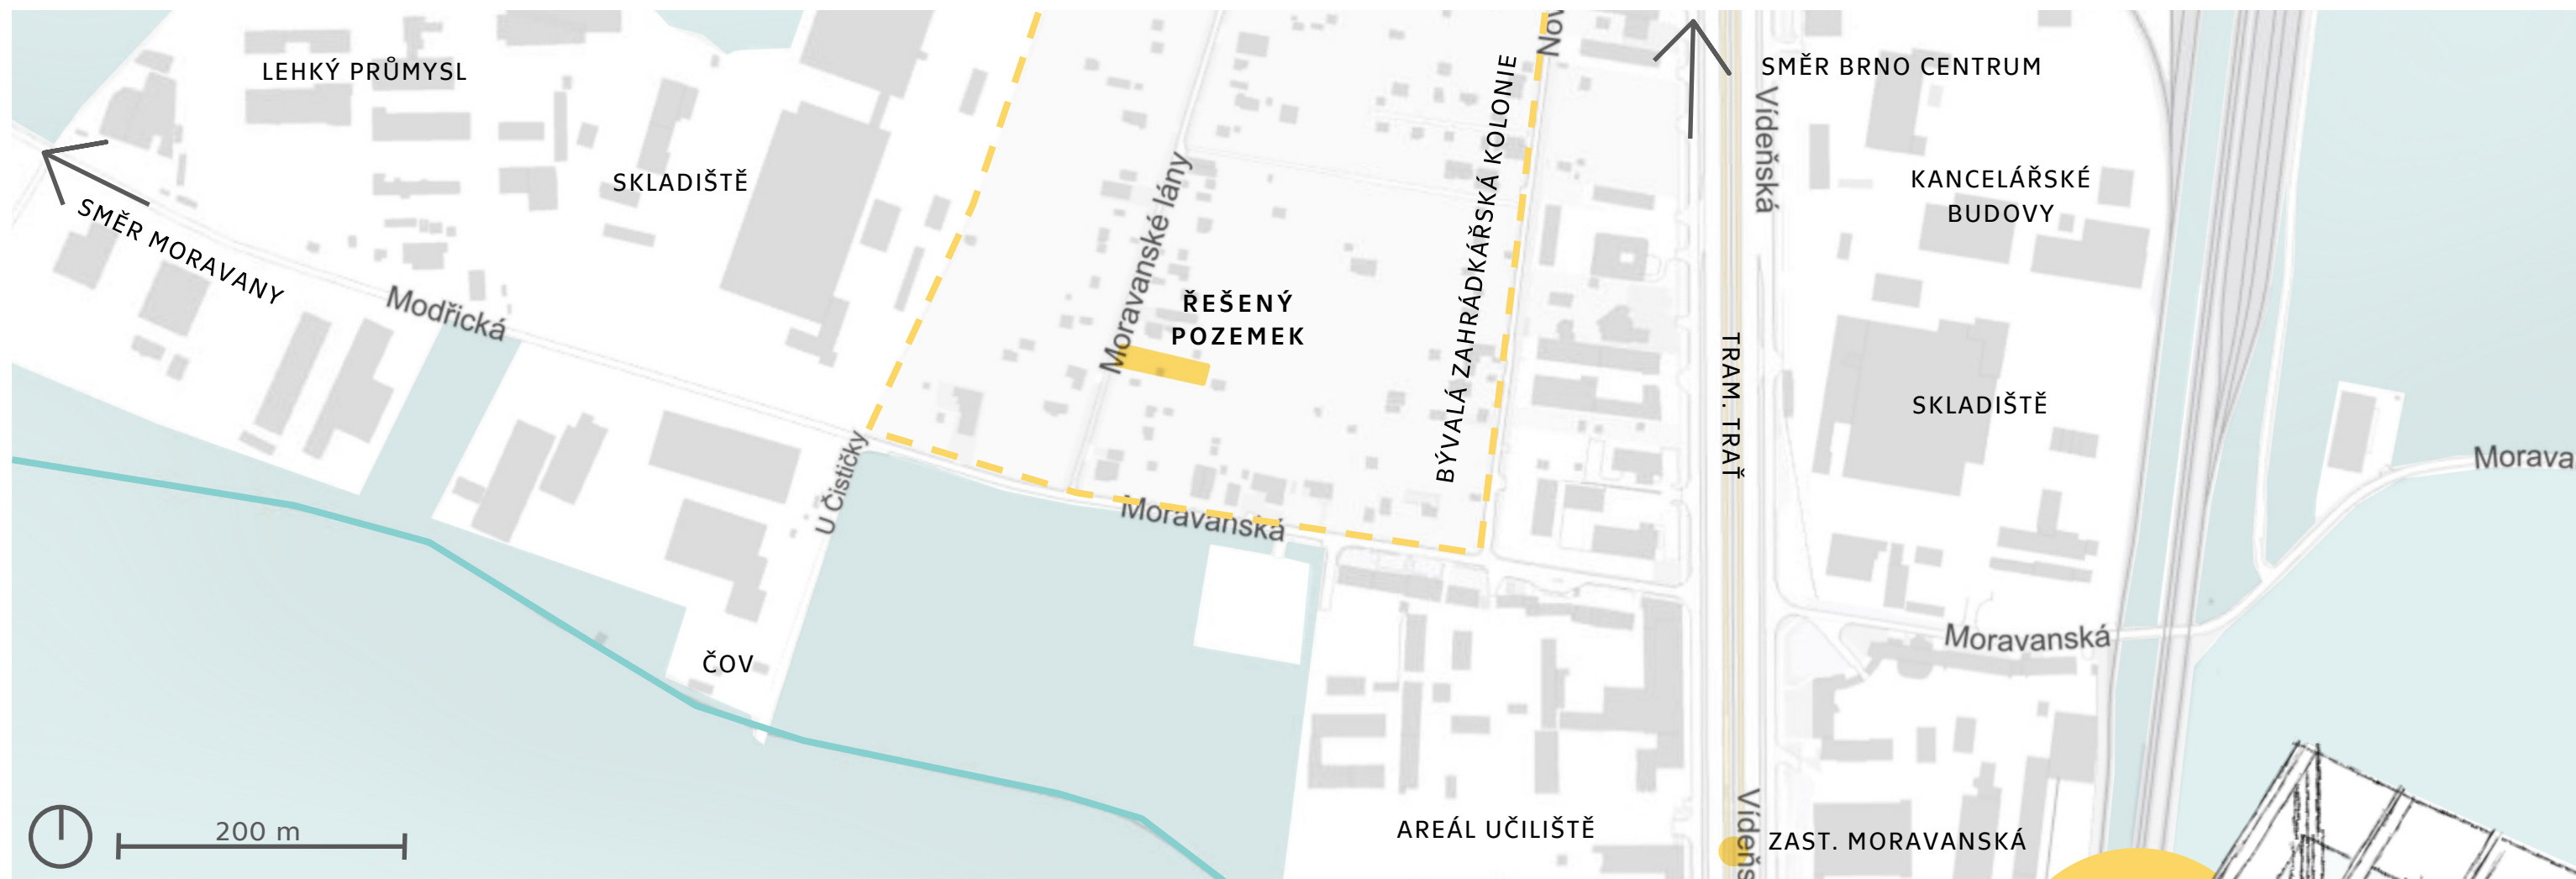 LEHKÝ PRŮMYSL
SKLADIŠTĚ
SMĚR MORAVANY
Modřická
U Čističky
ČOV
200 m
Moravanské lány
ŘEŠENÝ
POZEMEK
BÝVALÁ ZAHRÁDKÁŘSKÁ KOLONIE
Nov
Moravanská
SMĚR BRNO CENTRUM
Vídeňská
TRAM. TRAŤ
KANCELÁŘSKÉ
BUDOVY
SKLADIŠTĚ
Morava
Moravanská
AREÁL UČILIŠTĚ
Vídeňs
ZAST. MORAVANSKÁ